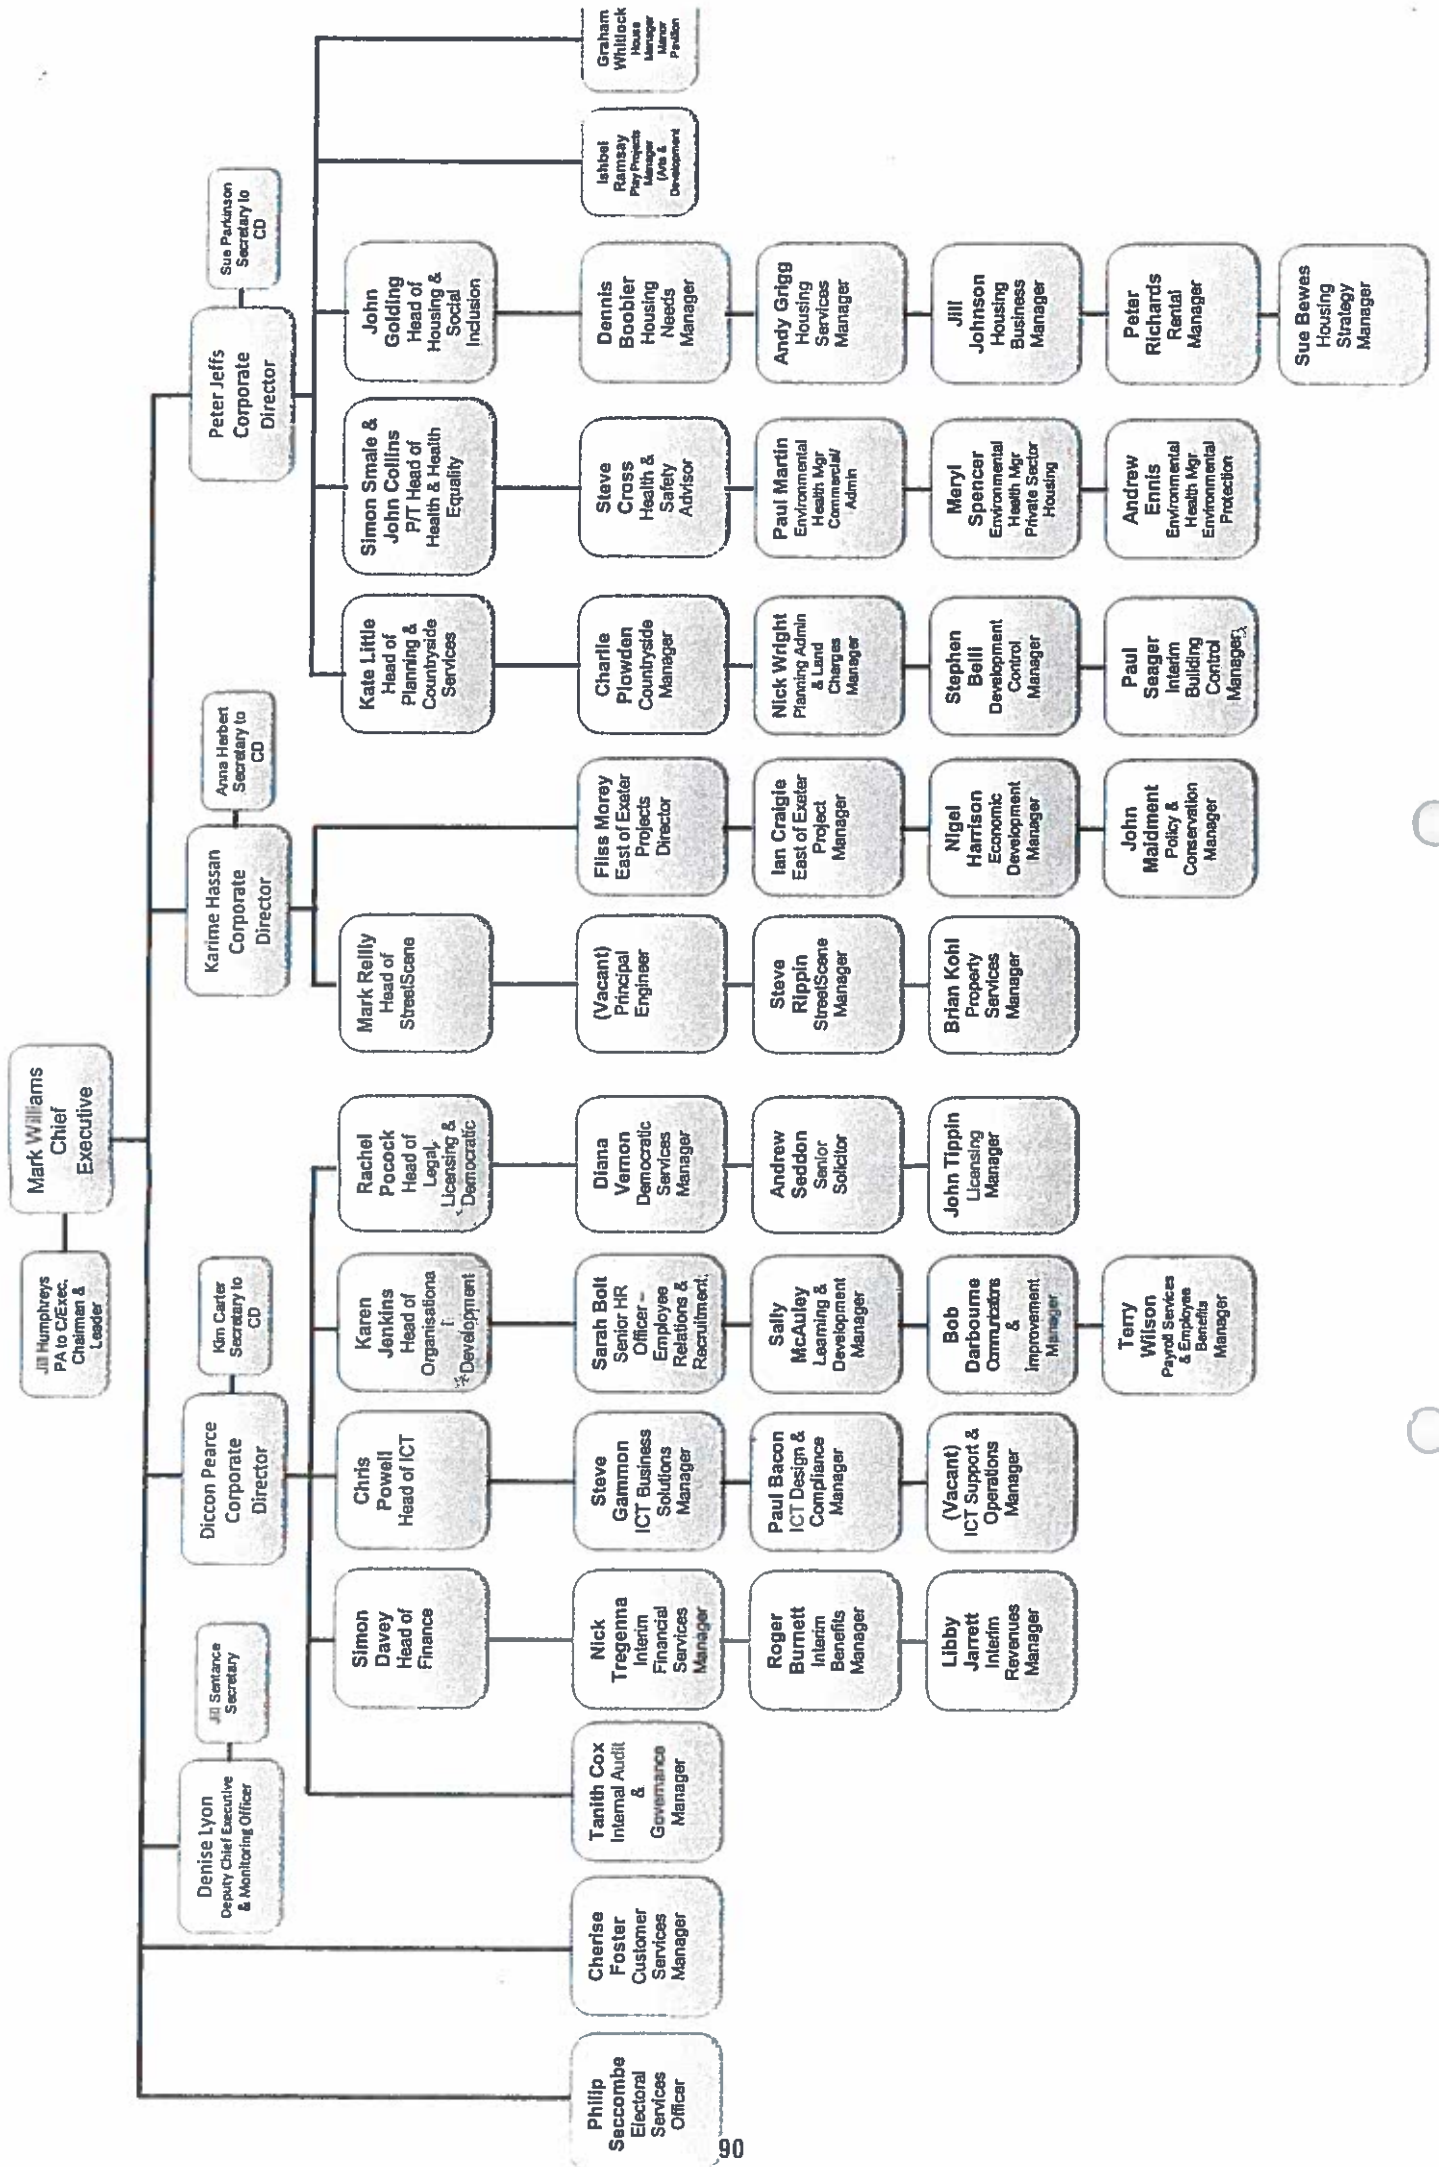 Mark Williams
Chief
Executive
Jill Humphreys
PA to C/Exec,
Chairman &
Leader
Denise Lyon
Deputy Chief Executive
& Monitoring Officer
Jill Sentance
Secretary
Diccon Pearce
Corporate
Director
Kim Carter
Secretary to
CD
Karime Hassan
Corporate
Director
Anna Herbert
Secretary to
CD
Peter Jeffs
Corporate
Director
Sue Parkinson
Secretary to
CD
Simon
Davey
Head of
Finance
Chris
Powell
Head of ICT
Karen
Jenkins
Head of
Organisational
Development
Rachel
Pocock
Head of
Legal,
Licensing &
Democratic
Mark Reilly
Head of
StreetScene
Kate Little
Head of
Planning &
Countryside
Services
Simon Smale &
John Collins
P/T Head of
Health & Health
Equality
John
Golding
Head of
Housing &
Social
Inclusion
Philip
Seccombe
Electoral
Services
Officer
Cherise
Foster
Customer
Services
Manager
Tanith Cox
Internal Audit
&
Governance
Manager
Nick
Tregenna
Interim
Financial
Services
Manager
Steve
Gammon
ICT Business
Solutions
Manager
Sarah Bolt
Senior HR
Officer –
Employee
Relations &
Recruitment
Diana
Vernon
Democratic
Services
Manager
(Vacant)
Principal
Engineer
Fliss Morey
East of Exeter
Projects
Director
Charlie
Plowden
Countryside
Manager
Steve
Cross
Health &
Safety
Advisor
Dennis
Boobier
Housing
Needs
Manager
Ishbel
Ramsay
Play Projects
Manager
(Arts &
Development
Graham
Whitlock
House
Manager
Manor
Pavilion
Roger
Burnett
Interim
Benefits
Manager
Paul Bacon
ICT Design &
Compliance
Manager
Sally
McAuley
Learning &
Development
Manager
Andrew
Seddon
Senior
Solicitor
Steve
Rippin
StreetScene
Manager
Ian Craigie
East of Exeter
Project
Manager
Nick Wright
Planning Admin
& Land
Charges
Manager
Paul Martin
Environmental
Health Mgr
Commercial/
Admin
Andy Grigg
Housing
Services
Manager
Libby
Jarrett
Interim
Revenues
Manager
(Vacant)
ICT Support &
Operations
Manager
Bob
Darbourne
Communications
&
Improvement
Manager
John Tippin
Licensing
Manager
Brian Kohl
Property
Services
Manager
Nigel
Harrison
Economic
Development
Manager
Stephen
Belli
Development
Control
Manager
Meryl
Spencer
Environmental
Health Mgr
Private Sector
Housing
Jill
Johnson
Housing
Business
Manager
Terry
Wilson
Payroll Services
& Employee
Benefits
Manager
John
Maidment
Policy &
Conservation
Manager
Paul
Seager
Interim
Building
Control
Manager
Andrew
Ennis
Environmental
Health Mgr
Environmental
Protection
Peter
Richards
Rental
Manager
Sue Bewes
Housing
Strategy
Manager
90